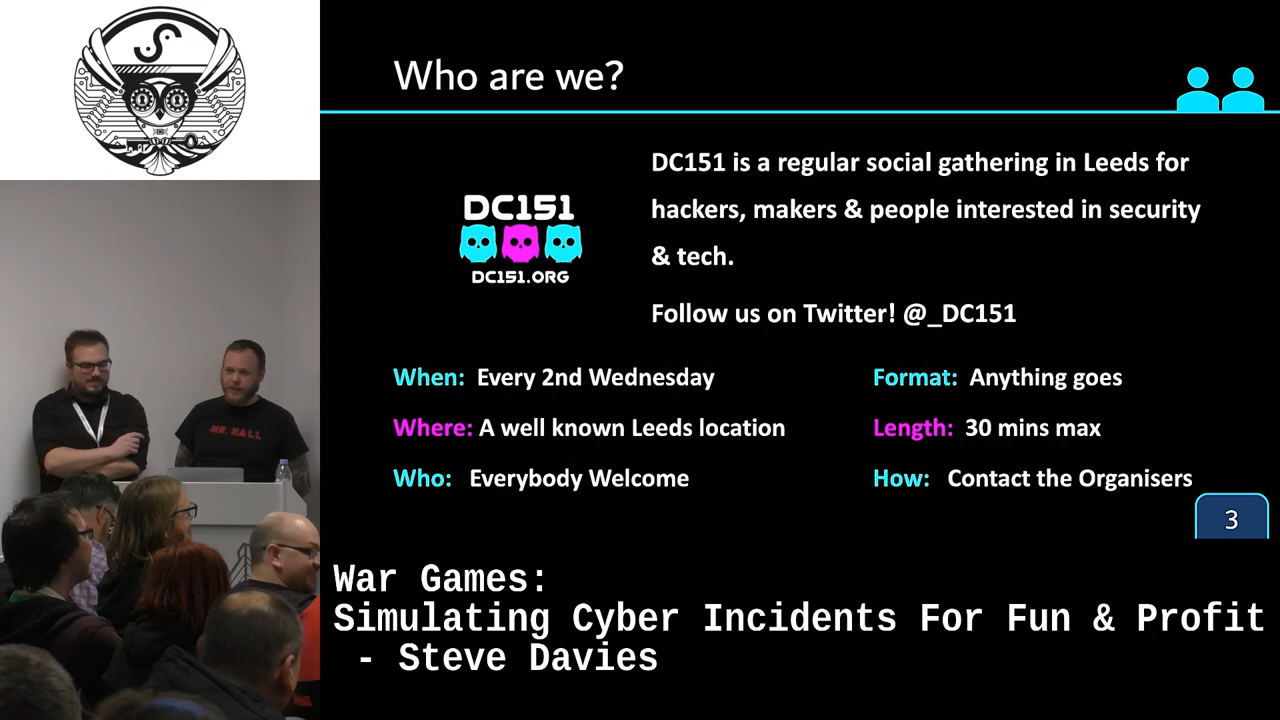 Who are we?
DC151 is a regular social gathering in Leeds for
hackers, makers & people interested in security
& tech.
Follow us on Twitter! @_DC151
DC151
DC151.ORG
When: Every 2nd Wednesday
Where: A well known Leeds location
Who: Everybody Welcome
Format: Anything goes
Length: 30 mins max
How: Contact the Organisers
3
MR. HALL
War Games:
Simulating Cyber Incidents For Fun & Profit
- Steve Davies